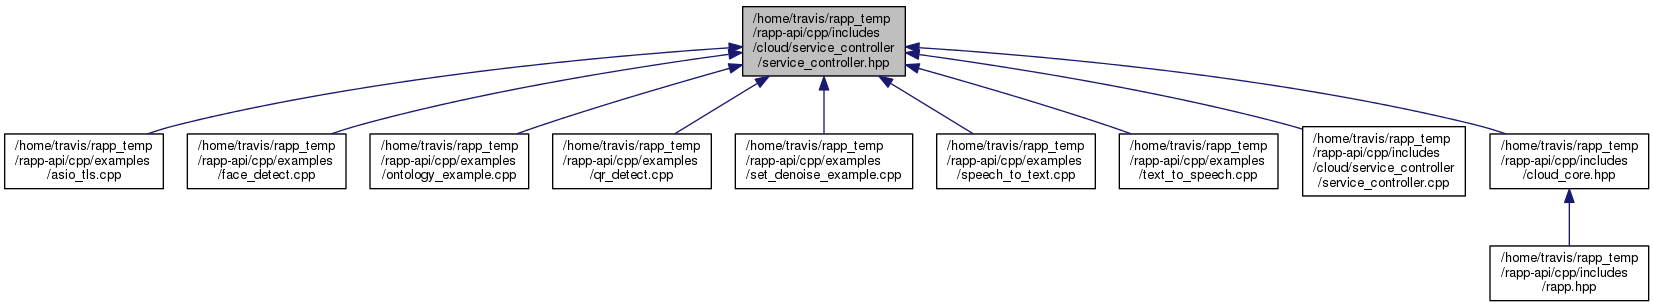 /home/travis/rapp_temp
/rapp-api/cpp/includes
/cloud/service_controller
/service_controller.hpp
/home/travis/rapp_temp
/rapp-api/cpp/examples
/asio_tls.cpp
/home/travis/rapp_temp
/rapp-api/cpp/examples
/face_detect.cpp
/home/travis/rapp_temp
/rapp-api/cpp/examples
/ontology_example.cpp
/home/travis/rapp_temp
/rapp-api/cpp/examples
/qr_detect.cpp
/home/travis/rapp_temp
/rapp-api/cpp/examples
/set_denoise_example.cpp
/home/travis/rapp_temp
/rapp-api/cpp/examples
/speech_to_text.cpp
/home/travis/rapp_temp
/rapp-api/cpp/examples
/text_to_speech.cpp
/home/travis/rapp_temp
/rapp-api/cpp/includes
/cloud/service_controller
/service_controller.cpp
/home/travis/rapp_temp
/rapp-api/cpp/includes
/cloud_core.hpp
/home/travis/rapp_temp
/rapp-api/cpp/includes
/rapp.hpp